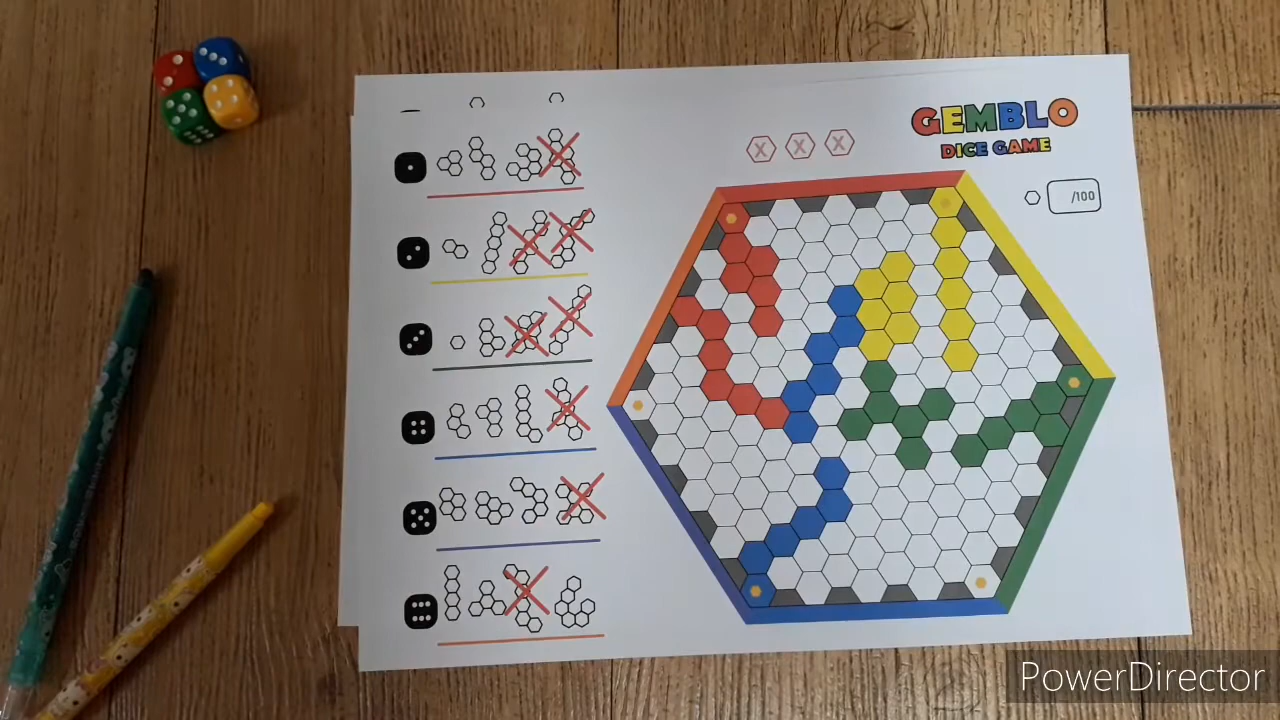 GEMBLO
DICE GAME
X X X
/100
PowerDirector